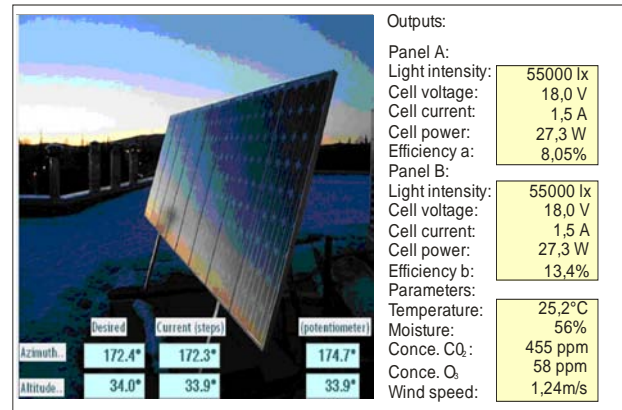 Outputs:
Panel A:
Light intensity: 55000 lx
Cell voltage: 18,0 V
Cell current: 1,5 A
Cell power: 27,3 W
Efficiency a: 8,05%
Panel B:
Light intensity: 55000 lx
Cell voltage: 18,0 V
Cell current: 1,5 A
Cell power: 27,3 W
Efficiency b: 13,4%
Parameters:
Temperature: 25,2°C
Moisture: 56%
Conce. C0₂: 455 ppm
Conce. O₃ 58 ppm
Wind speed: 1,24m/s
Desired Current (steps) (potentiometer)
Azimuth.. 172.4° 172.3° 174.7°
Altitude.. 34.0° 33.9° 33.9°